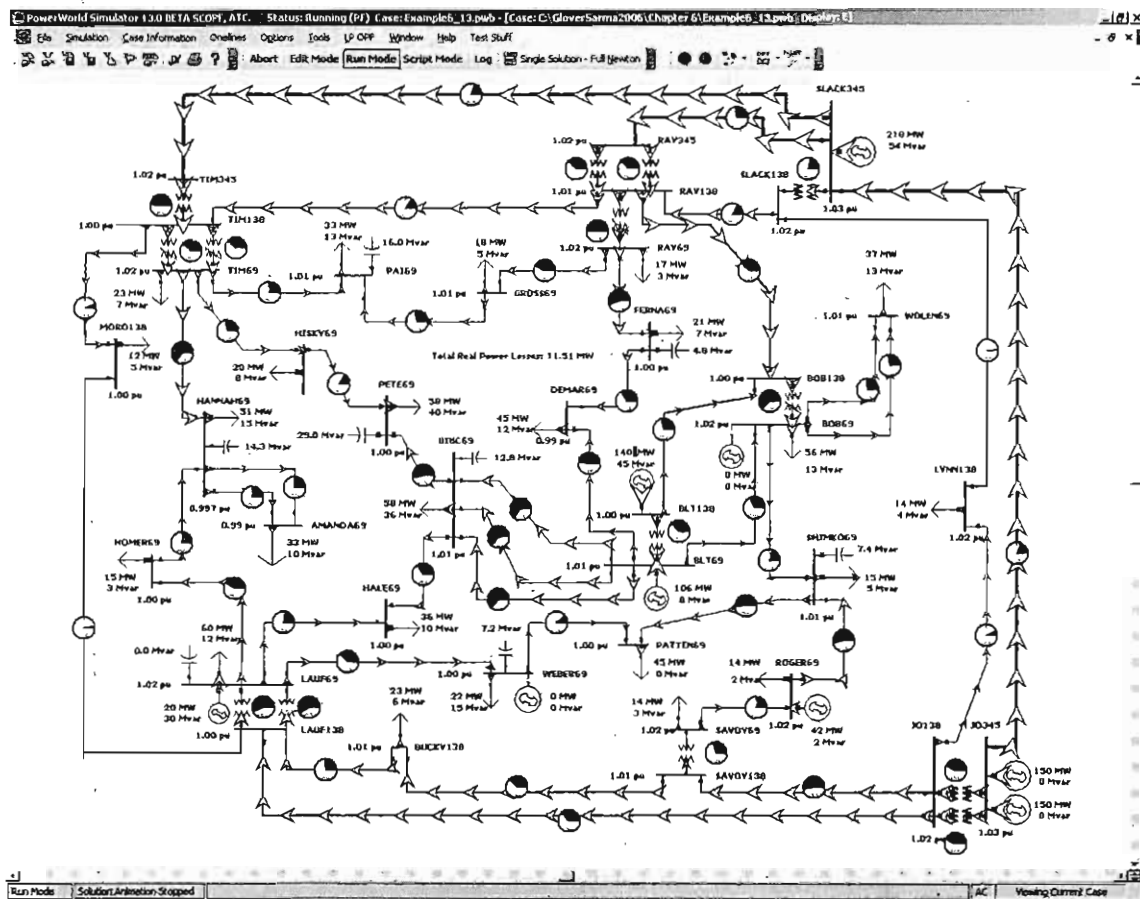 PowerWorld Simulator 13.0 BETA SCOPF, ATC. Status: Running (PF) Case: Example6_13.pwb - [Case: C:\GloverSarma2006\Chapter 6\Example6_13.pwb
File Simulation Case Information Onelines Options Tools LP OPF Window Help Test Stuff
Abort Edit Mode Run Mode Script Mode Log Single Solution - Full Newton
SLACK345
218 MW
54 Mvar
1.03 pu
SLACK138
1.02 pu
1.02 pu RAY345
1.01 pu RAY138
1.02 pu RAY69
17 MW
3 Mvar
1.02 pu TIM345
1.00 pu TIM138
1.02 pu TIM69
23 MW
7 Mvar
33 MW
13 Mvar
16.0 Mvar
1.01 pu PAI69
18 MW
5 Mvar
1.01 pu GROSS69
FERNA69
21 MW
7 Mvar
4.8 Mvar
1.00 pu
Total Real Power Losses: 11.51 MW
37 MW
13 Mvar
1.01 pu WOLEN69
MORO138
12 MW
5 Mvar
1.00 pu
HISKY69
20 MW
8 Mvar
PETE69
58 MW
40 Mvar
29.0 Mvar
1.00 pu
DEMAR69
45 MW
12 Mvar 0.99 pu
1.00 pu BOB138
1.02 pu BOB69
0 MW
0 Mvar
56 MW
13 Mvar
HANNAH69
51 MW
15 Mvar
14.3 Mvar
0.997 pu
0.99 pu AMANDA69
33 MW
10 Mvar
12.8 Mvar
58 MW
36 Mvar
1.01 pu
140 MW
45 Mvar
1.00 pu BLT138
1.01 pu BLT69
106 MW
8 Mvar
LYNN138
14 MW
4 Mvar
1.02 pu
SHIMKO69
7.4 Mvar
15 MW
5 Mvar
1.01 pu
HOMER69
15 MW
3 Mvar
1.00 pu
HALE69
36 MW
10 Mvar
1.00 pu
60 MW
12 Mvar
0.0 Mvar
1.02 pu LAUF69
20 MW
30 Mvar
1.00 pu LAUF138
7.2 Mvar
1.00 pu WEBER69
22 MW
15 Mvar
0 MW
0 Mvar
1.00 pu PATTEN69
45 MW
0 Mvar
14 MW
2 Mvar
ROGER69
1.02 pu
42 MW
2 Mvar
23 MW
6 Mvar
1.01 pu BUCKY138
14 MW
3 Mvar
1.02 pu SAVOY69
1.01 pu SAVOY138
JO138 JO345
150 MW
0 Mvar
150 MW
0 Mvar
1.02 pu 1.03 pu
Run Mode Solution Animation Stopped AC Viewing Current Case